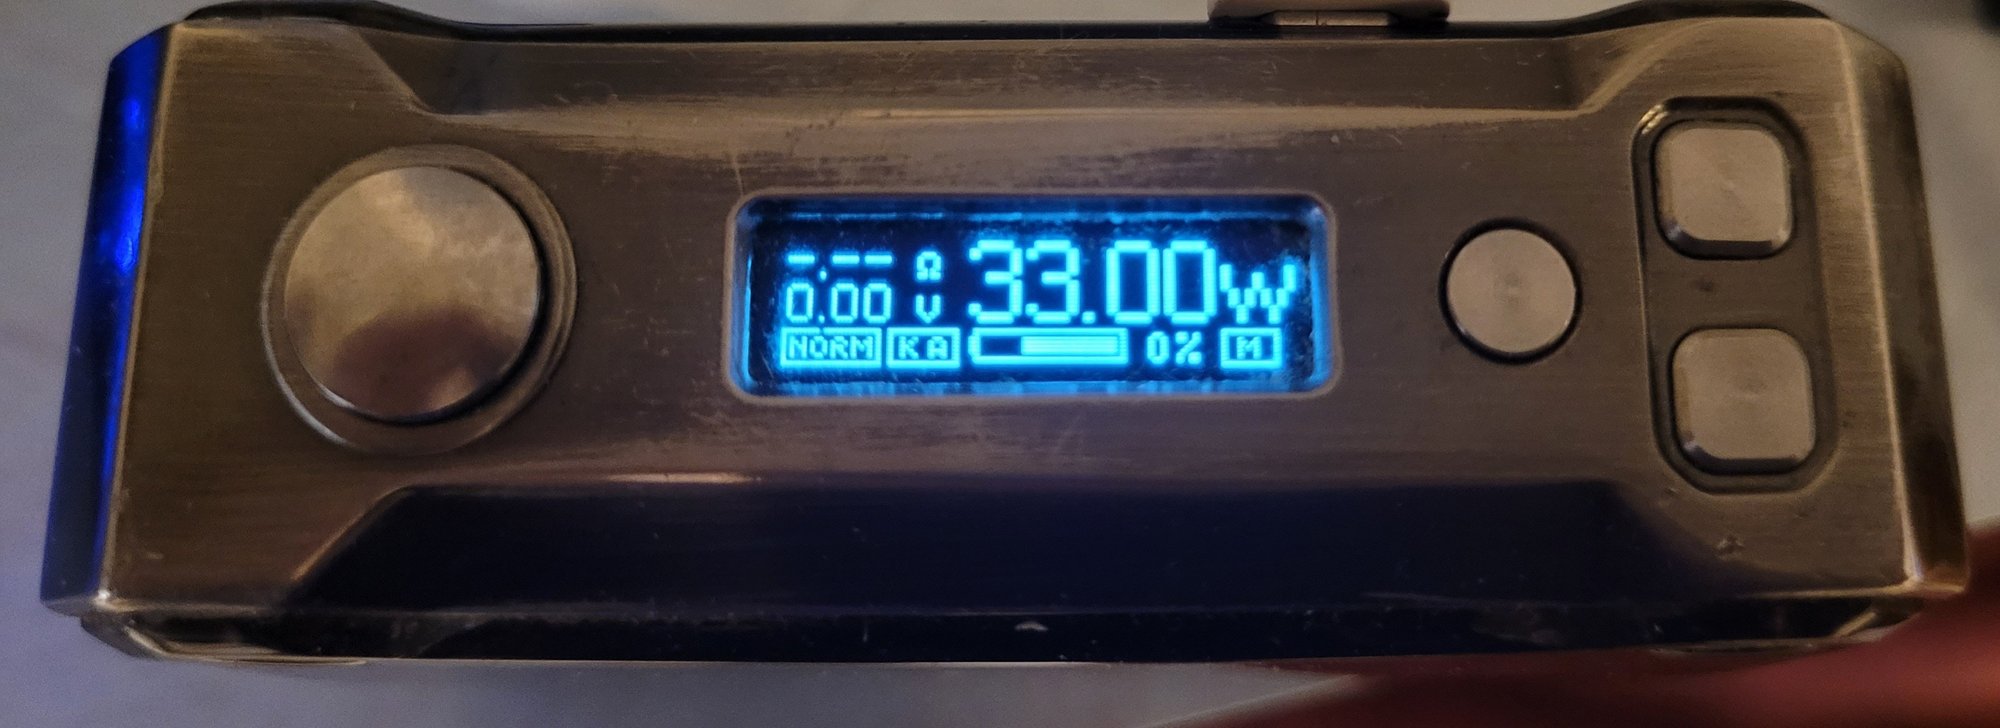 --.-- Ω 33.00W
0.00 V
NORM KA 0% M